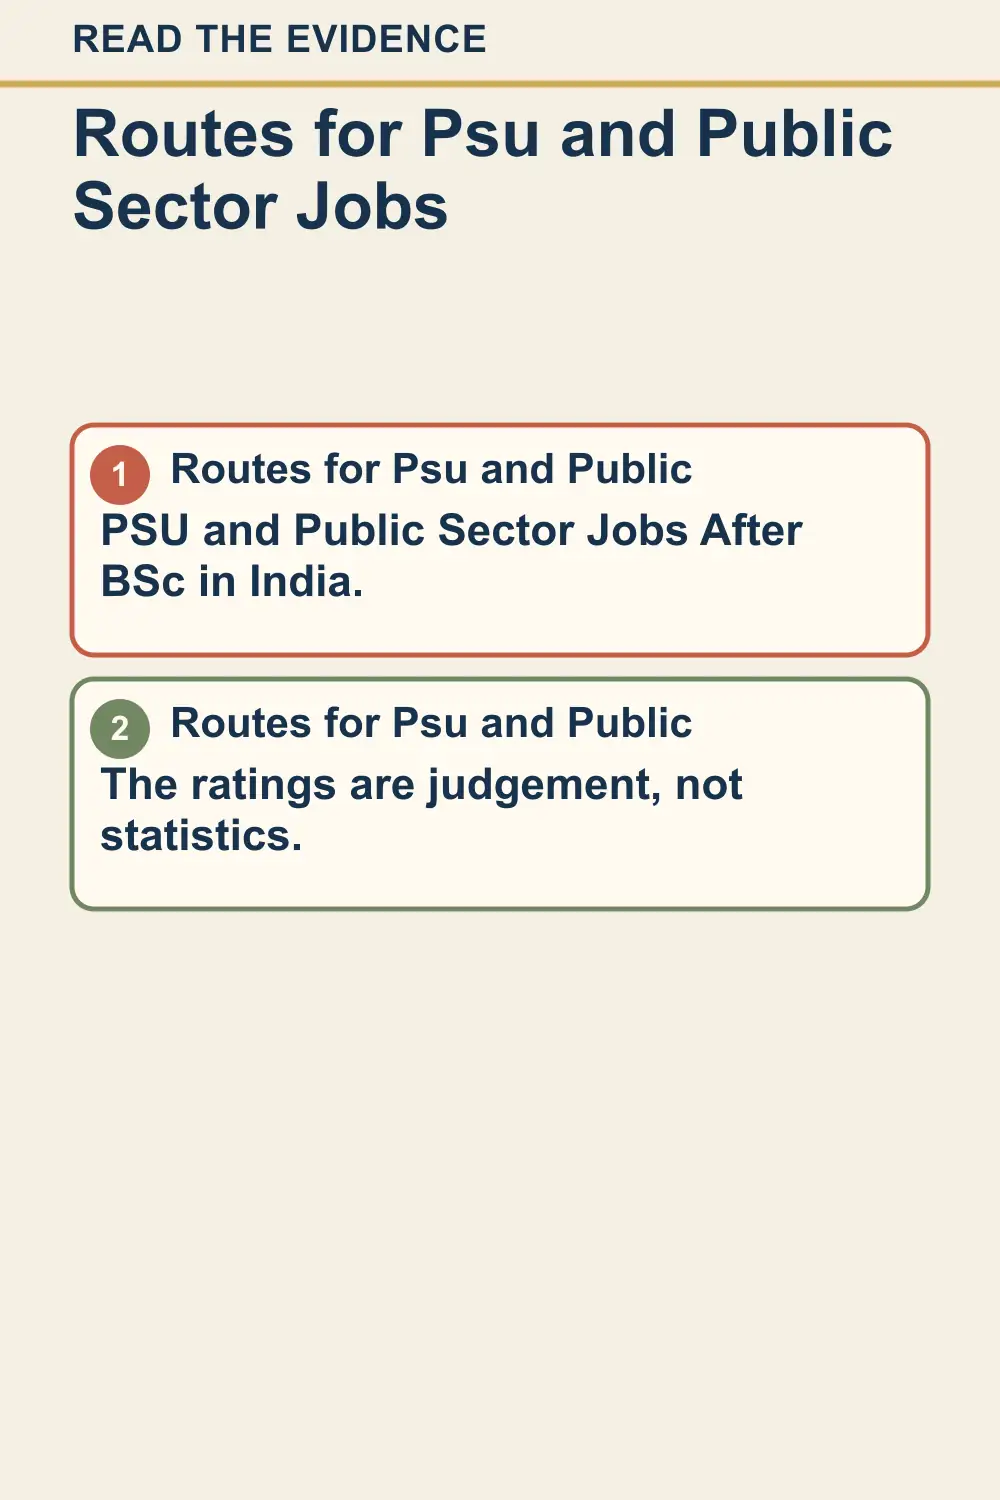 READ THE EVIDENCE
Routes for Psu and Public
Sector Jobs
1 Routes for Psu and Public
PSU and Public Sector Jobs After
BSc in India.
2 Routes for Psu and Public
The ratings are judgement, not
statistics.